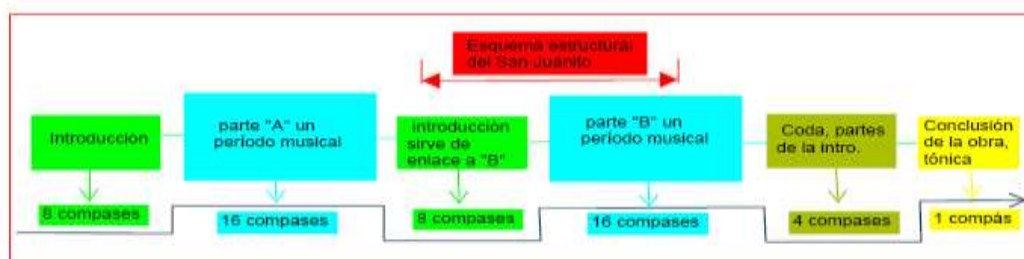 Esquema estructural
del San Juánito
Introducción
parte "A" un
período musical
introducción
sirve de
enlace a "B"
parte "B" un
período musical
Coda, partes
de la intro.
Conclusión
de la obra,
tónica
8 compases
16 compases
8 compases
16 compases
4 compases
1 compás